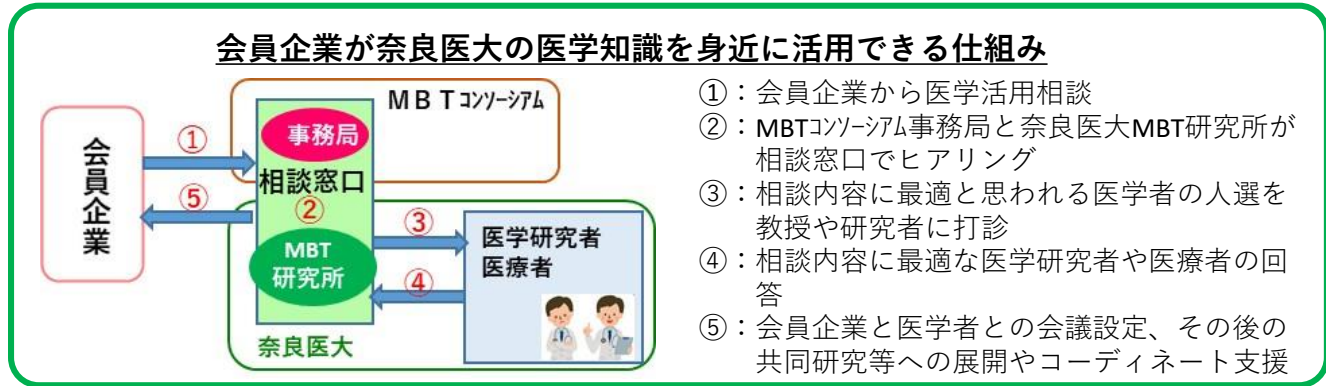 会員企業が奈良医大の医学知識を身近に活用できる仕組み
会員企業
①
⑤
ＭＢＴｺﾝｿｰｼｱﾑ
事務局
相談窓口
②
MBT
研究所
奈良医大
③
④
医学研究者
医療者
①：会員企業から医学活用相談
②：MBTｺﾝｿｰｼｱﾑ事務局と奈良医大MBT研究所が
相談窓口でヒアリング
③：相談内容に最適と思われる医学者の人選を
教授や研究者に打診
④：相談内容に最適な医学研究者や医療者の回
答
⑤：会員企業と医学者との会議設定、その後の
共同研究等への展開やコーディネート支援